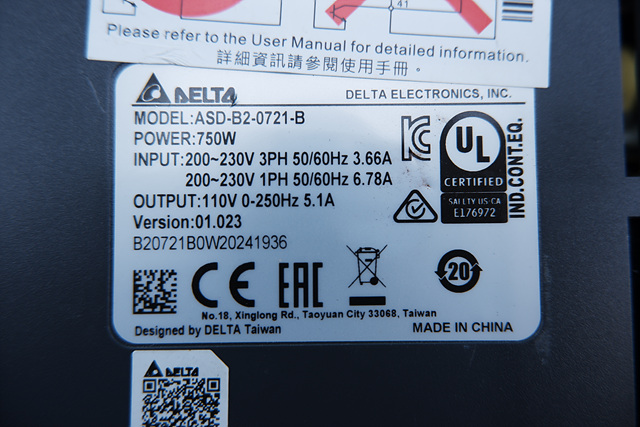 41
Please refer to the User Manual for detailed information.
詳細資訊請參閱使用手冊。
DELTA
DELTA ELECTRONICS, INC.
MODEL:ASD-B2-0721-B
POWER:750W
INPUT:200~230V 3PH 50/60Hz 3.66A
200~230V 1PH 50/60Hz 6.78A
OUTPUT:110V 0-250Hz 5.1A
Version:01.023
B20721B0W20241936
KC
UL
CERTIFIED
SAFETY US-CA
E176972
IND.CONT.EQ.
CE
EAC
20
No.18, Xinglong Rd., Taoyuan City 33068, Taiwan
Designed by DELTA Taiwan
MADE IN CHINA
DELTA